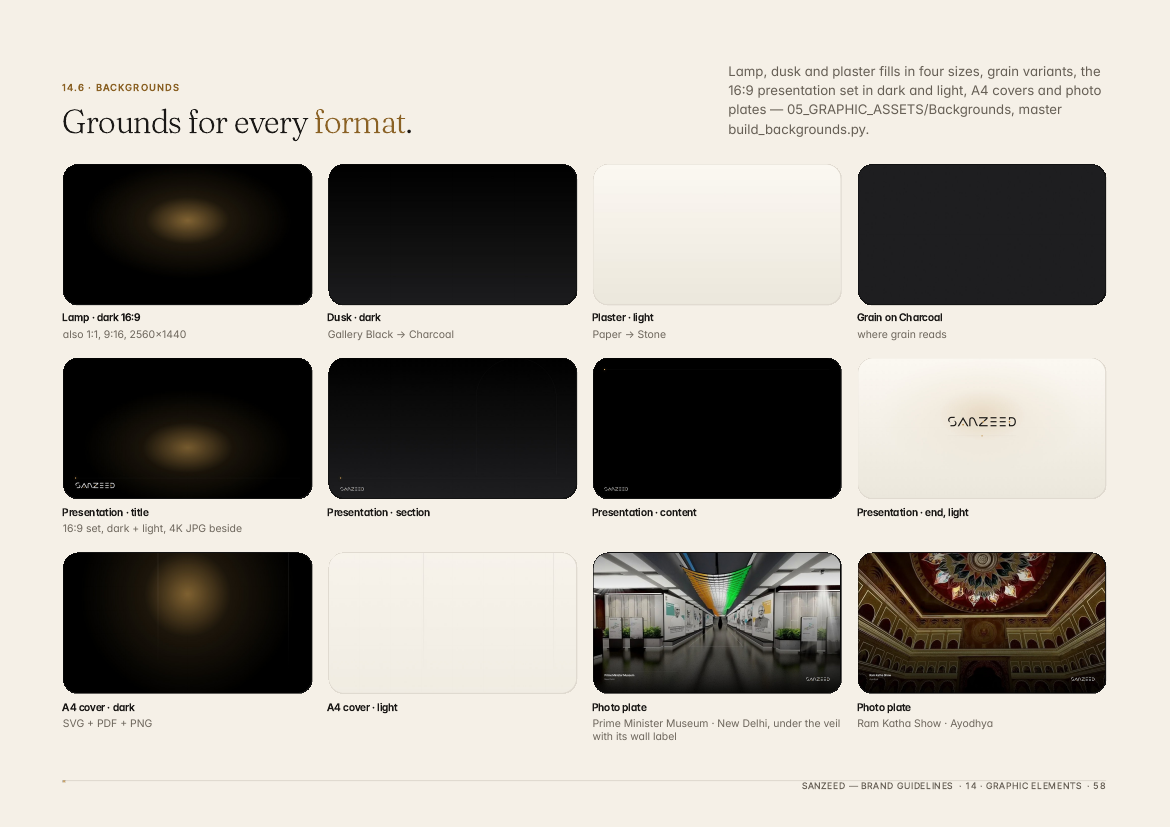 14.6 · BACKGROUNDS
Grounds for every format.
Lamp, dusk and plaster fills in four sizes, grain variants, the
16:9 presentation set in dark and light, A4 covers and photo
plates — 05_GRAPHIC_ASSETS/Backgrounds, master
build_backgrounds.py.
Lamp · dark 16:9
also 1:1, 9:16, 2560×1440
Dusk · dark
Gallery Black → Charcoal
Plaster · light
Paper → Stone
Grain on Charcoal
where grain reads
SANZEED
SANZEED
SANZEED
SANZEED
Presentation · title
16:9 set, dark + light, 4K JPG beside
Presentation · section
Presentation · content
Presentation · end, light
Prime Minister Museum
SANZEED
Ram Katha Show
SANZEED
A4 cover · dark
SVG + PDF + PNG
A4 cover · light
Photo plate
Prime Minister Museum · New Delhi, under the veil
with its wall label
Photo plate
Ram Katha Show · Ayodhya
SANZEED — BRAND GUIDELINES · 14 · GRAPHIC ELEMENTS · 58